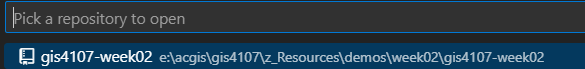 Pick a repository to open
gis4107-week02 e:\acgis\gis4107\z_Resources\demos\week02\gis4107-week02